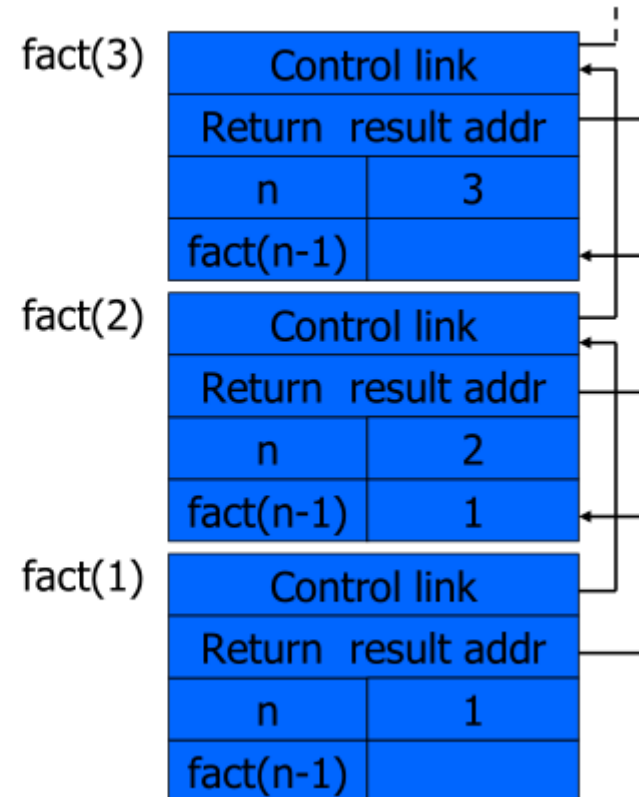 fact(3)
Control link
Return result addr
n 3
fact(n-1)
fact(2)
Control link
Return result addr
n 2
fact(n-1) 1
fact(1)
Control link
Return result addr
n 1
fact(n-1)